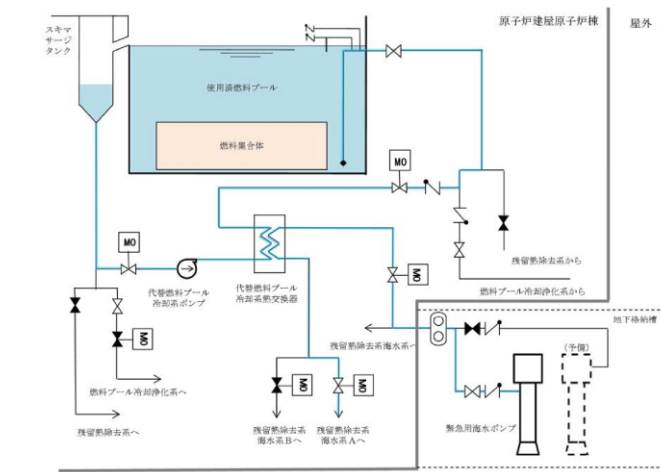 スキマ
サージ
タンク
原子炉建屋原子炉棟
屋外
使用済燃料プール
燃料集合体
MO
MO
代替燃料プール
冷却系ポンプ
代替燃料プール
冷却系熱交換器
MO
残留熱除去系から
燃料プール冷却浄化系から
残留熱除去系海水系へ
地下格納槽
(予備)
MO
燃料プール冷却浄化系へ
残留熱除去系へ
MO
MO
残留熱除去系
海水系Bへ
残留熱除去系
海水系Aへ
緊急用海水ポンプ